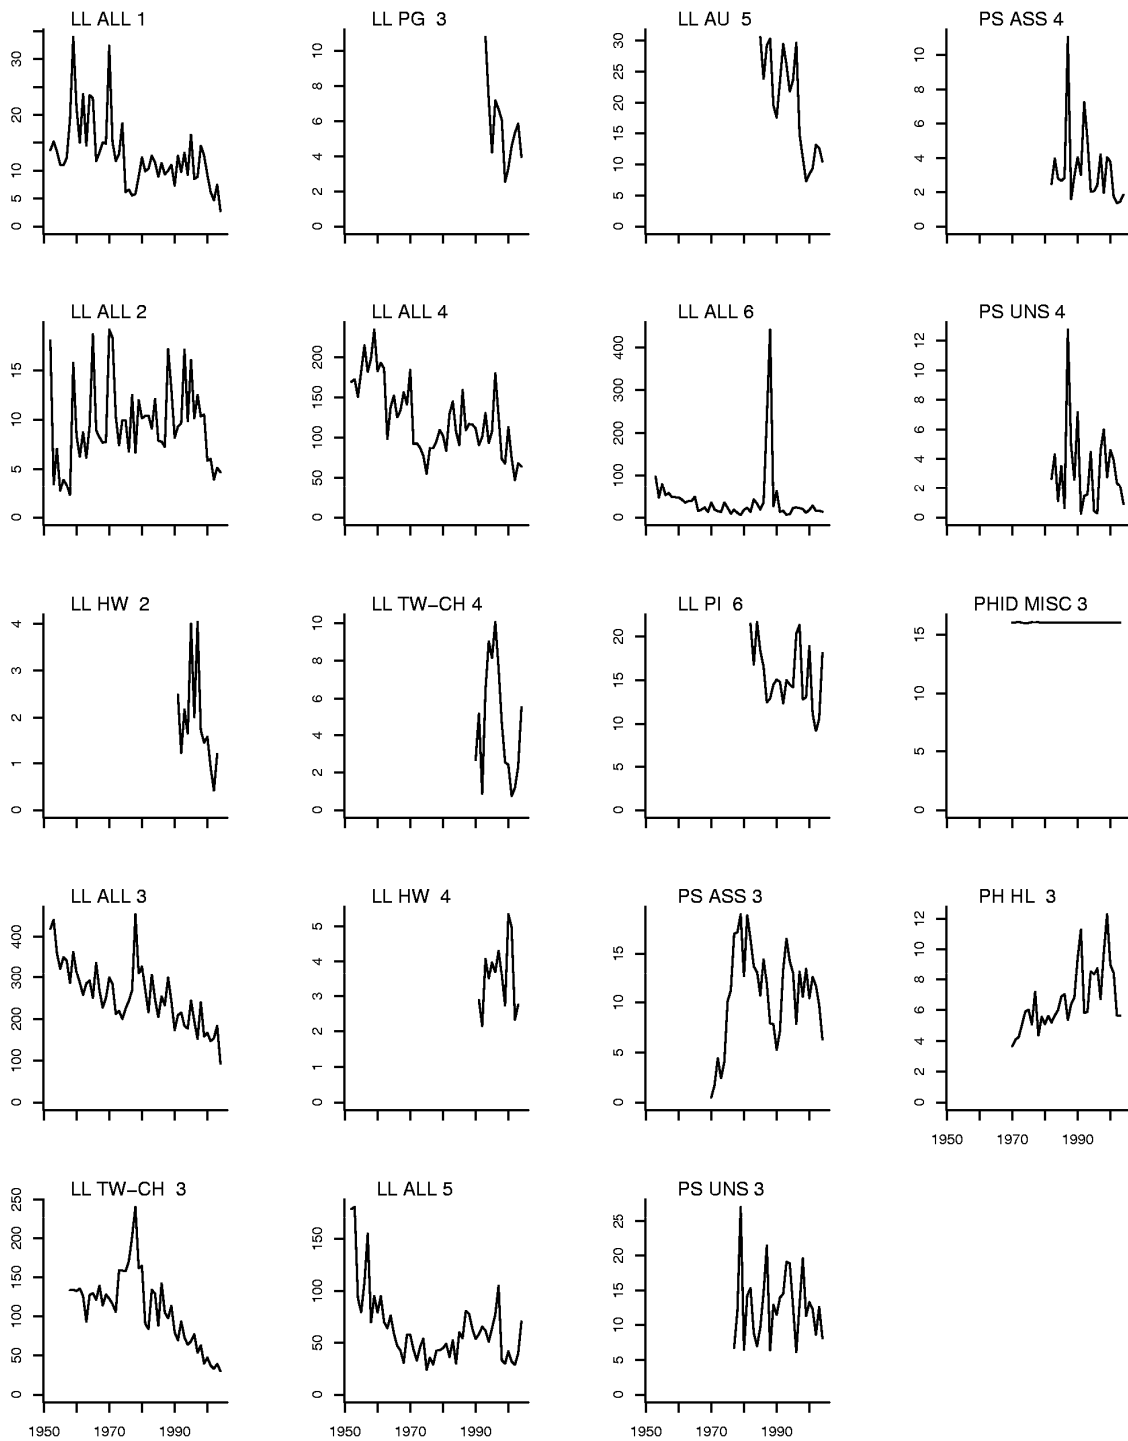 LL ALL 1
0 5 10 20 30
LL PG 3
0 2 4 6 8 10
LL AU 5
0 5 10 15 20 25 30
PS ASS 4
0 2 4 6 8 10
LL ALL 2
0 5 10 15
LL ALL 4
0 50 100 150 200
LL ALL 6
0 100 200 300 400
PS UNS 4
0 2 4 6 8 10 12
LL HW 2
0 1 2 3 4
LL TW−CH 4
0 2 4 6 8 10
LL PI 6
0 5 10 15 20
PHID MISC 3
0 5 10 15
LL ALL 3
0 100 200 300 400
LL HW 4
0 1 2 3 4 5
PS ASS 3
0 5 10 15
PH HL 3
0 2 4 6 8 10 12
1950 1970 1990
LL TW−CH 3
0 50 100 150 200 250
1950 1970 1990
LL ALL 5
0 50 100 150
1950 1970 1990
PS UNS 3
0 5 10 15 20 25
1950 1970 1990